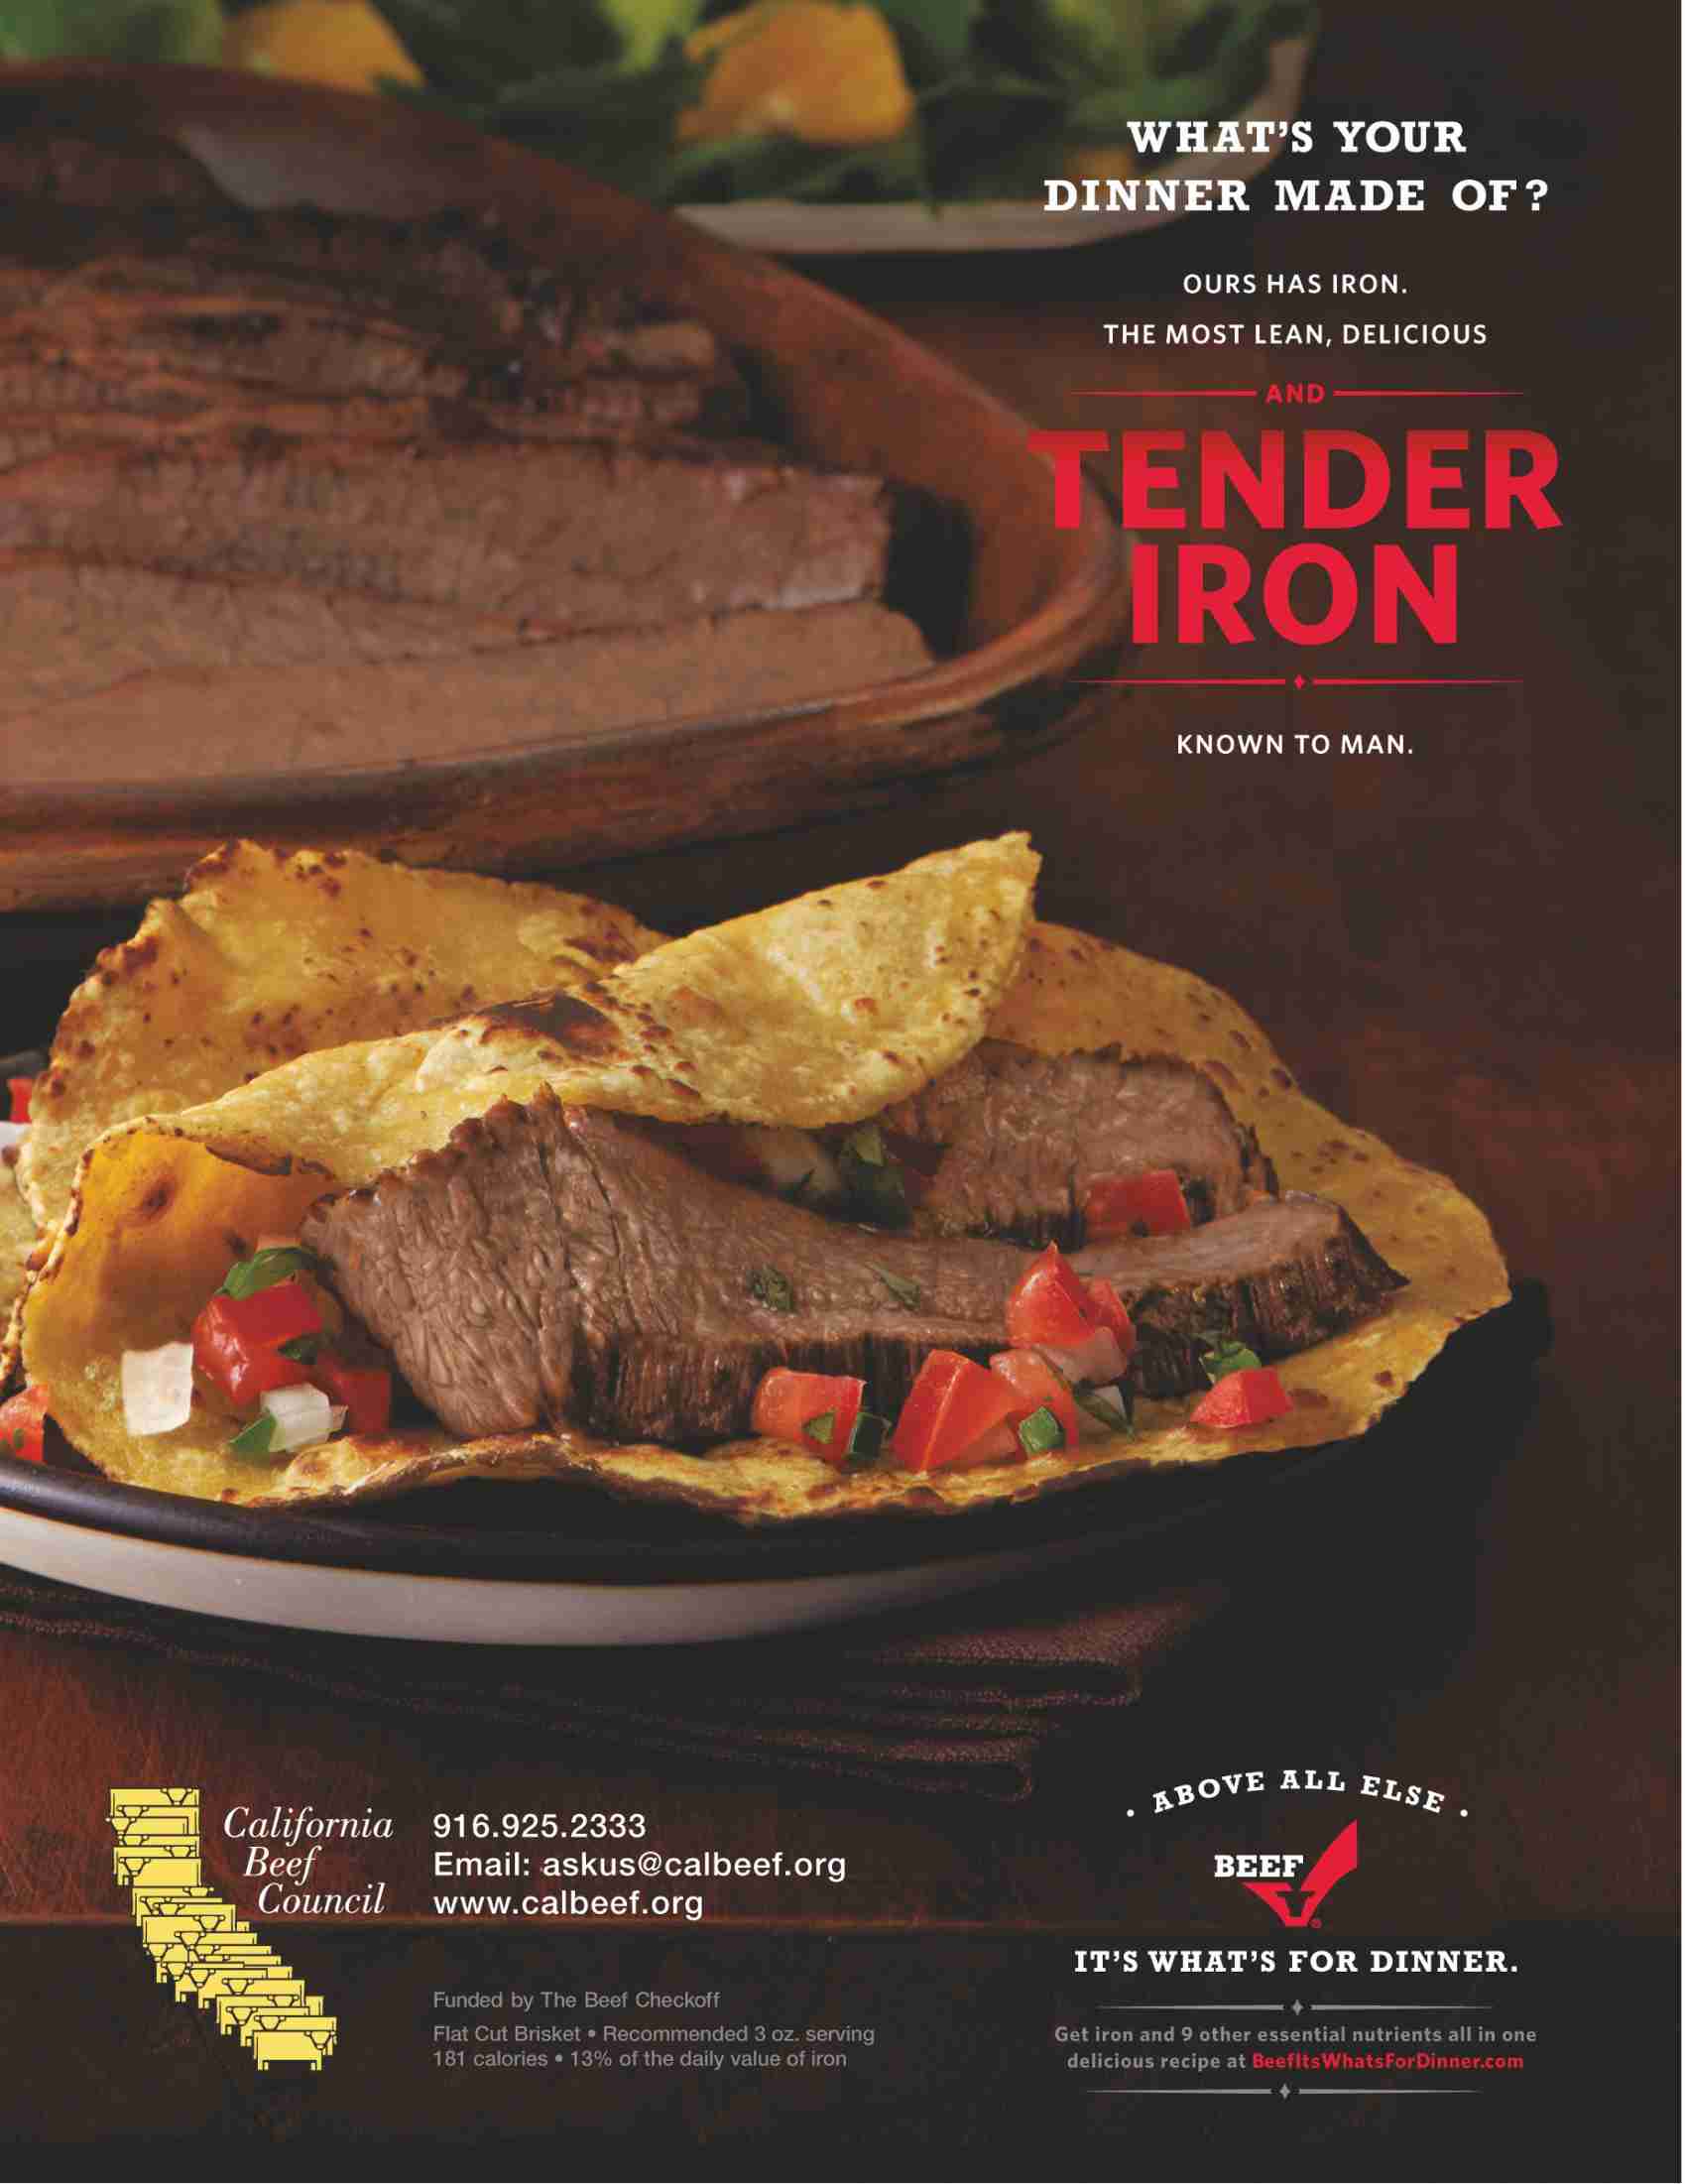 WHAT'S YOUR
DINNER MADE OF?
OURS HAS IRON.
THE MOST LEAN, DELICIOUS
AND
TENDER
IRON
KNOWN TO MAN.
California
Beef
Council
916.925.2333
Email: askus@calbeef.org
www.calbeef.org
Funded by The Beef Checkoff
Flat Cut Brisket • Recommended 3 oz. serving
181 calories • 13% of the daily value of iron
• ABOVE ALL ELSE •
BEEF
®
IT'S WHAT'S FOR DINNER.
Get iron and 9 other essential nutrients all in one
delicious recipe at BeefItsWhatsForDinner.com